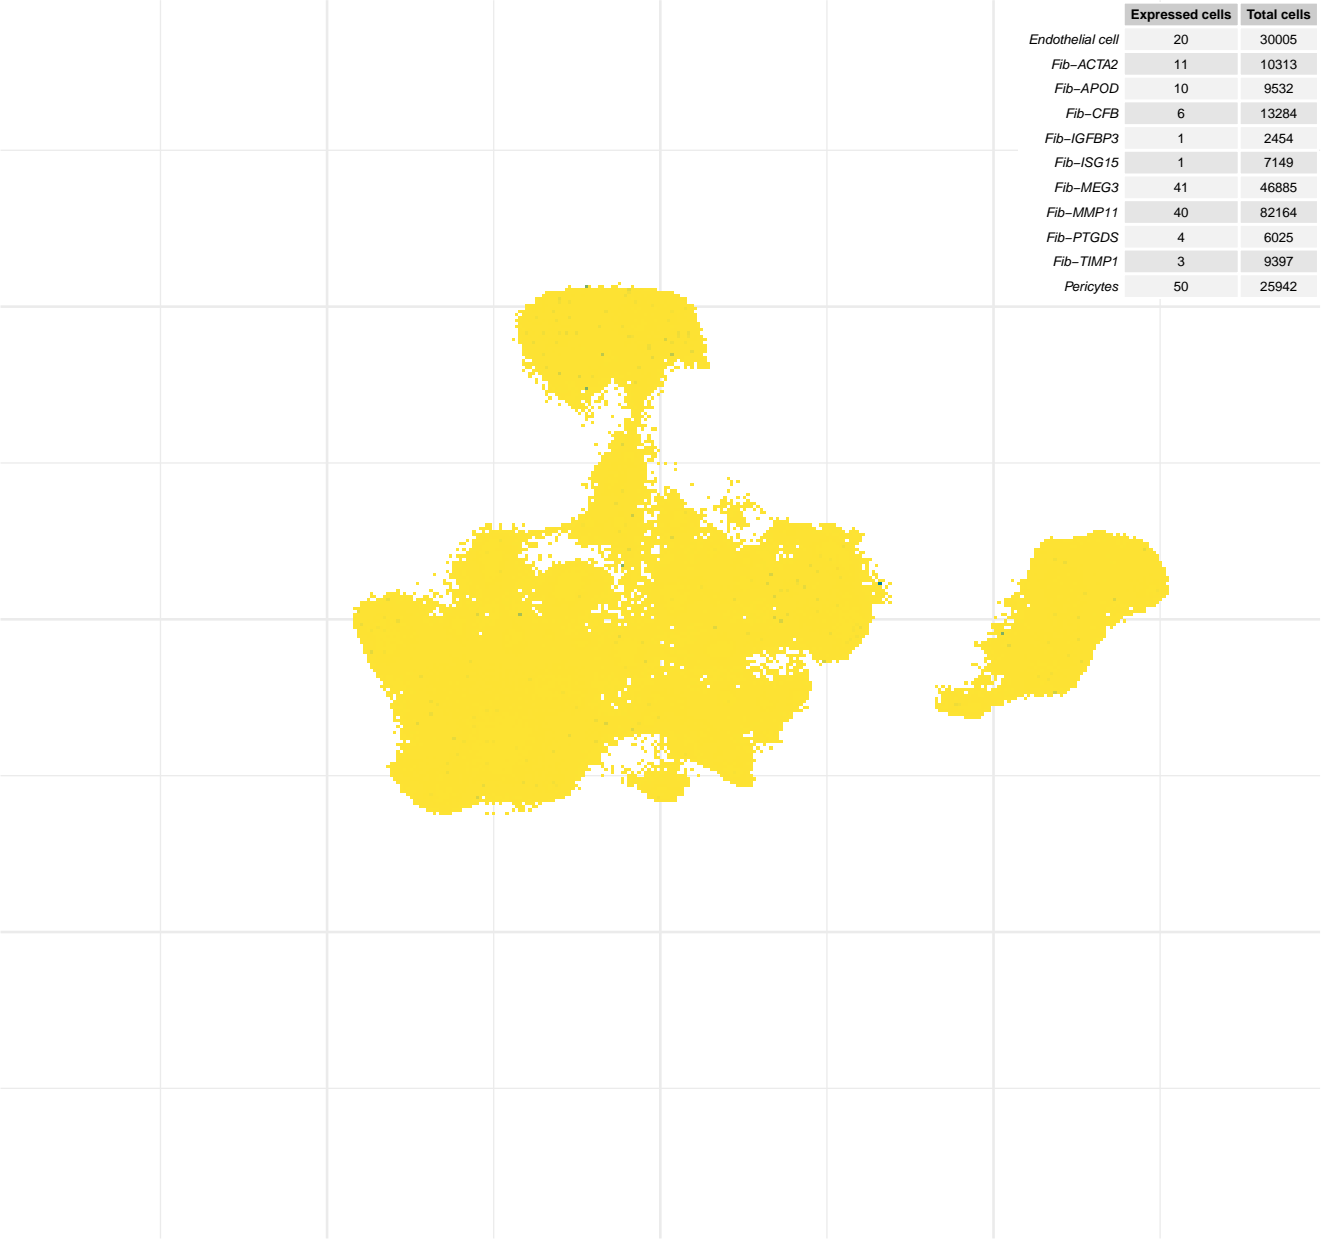 Expressed cells Total cells
Endothelial cell 20 30005
Fib−ACTA2 11 10313
Fib−APOD 10 9532
Fib−CFB 6 13284
Fib−IGFBP3 1 2454
Fib−ISG15 1 7149
Fib−MEG3 41 46885
Fib−MMP11 40 82164
Fib−PTGDS 4 6025
Fib−TIMP1 3 9397
Pericytes 50 25942